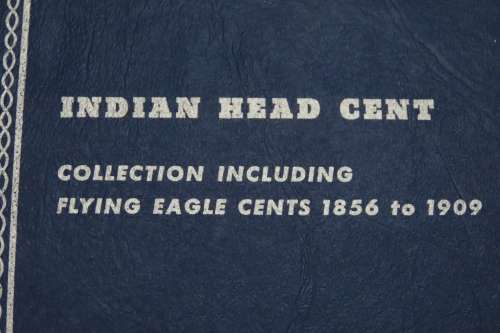 INDIAN HEAD CENT
COLLECTION INCLUDING
FLYING EAGLE CENTS 1856 to 1909